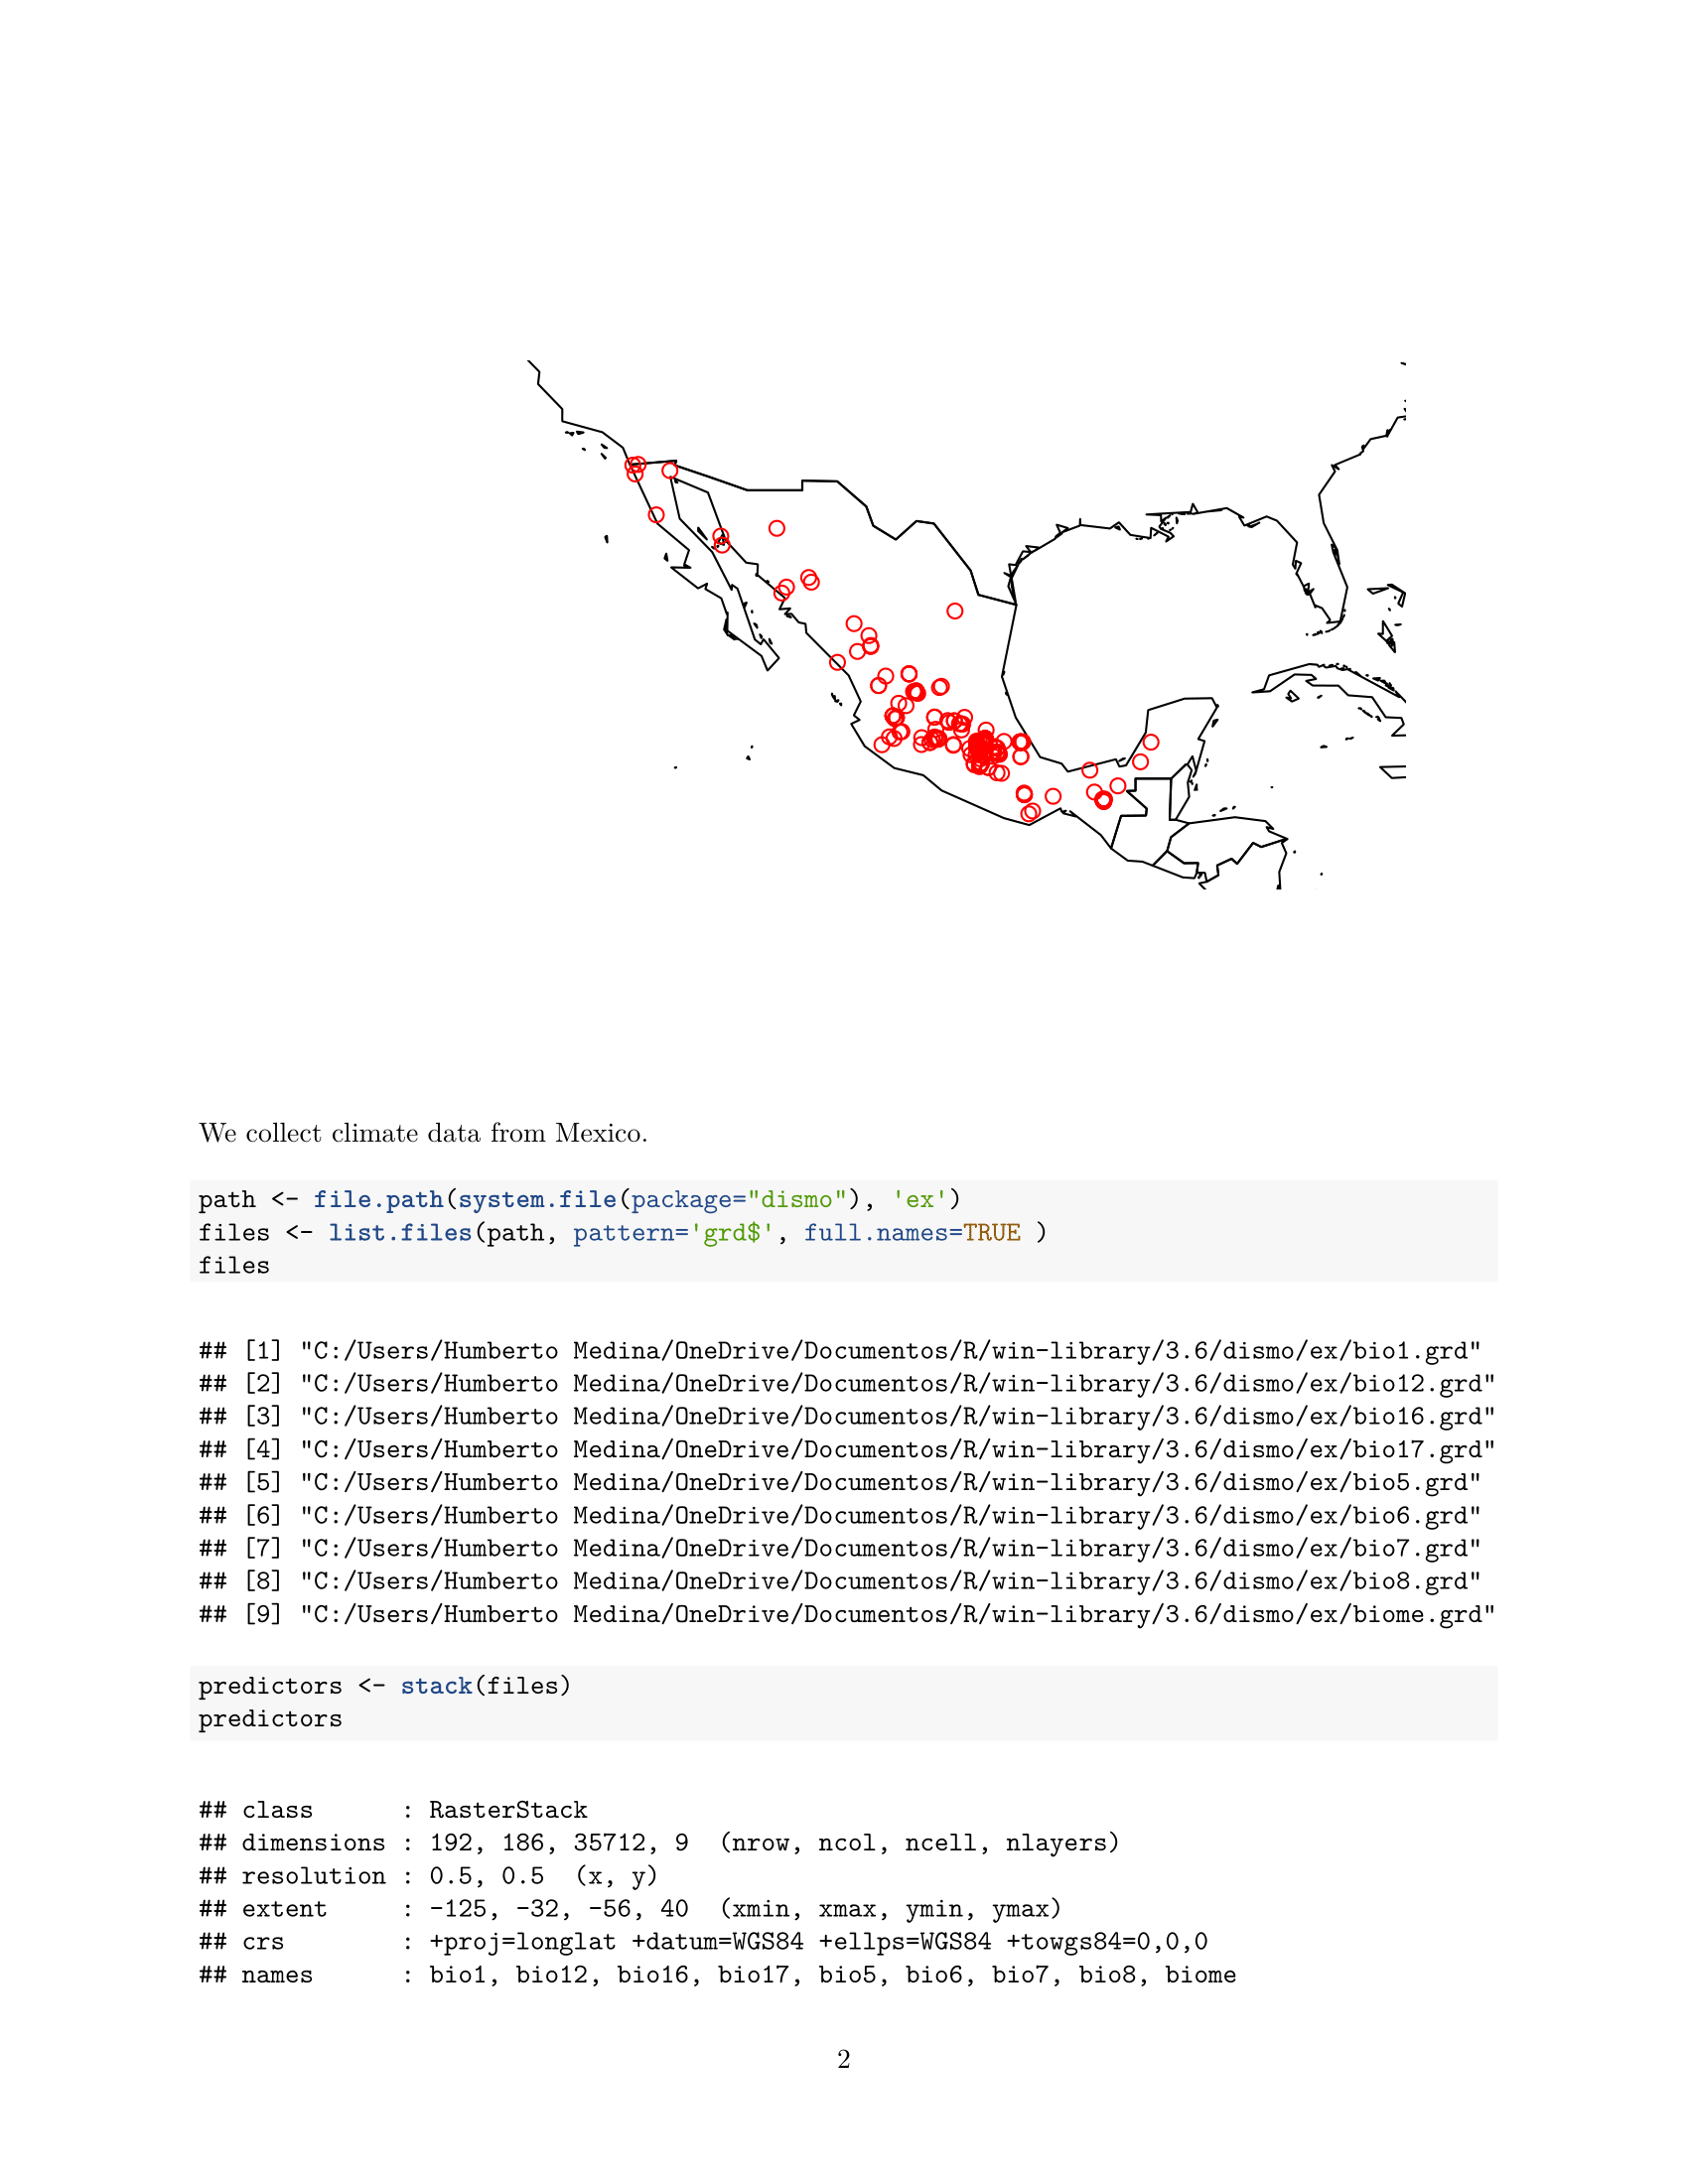 We collect climate data from Mexico.
path <- file.path(system.file(package="dismo"), 'ex')
files <- list.files(path, pattern='grd$', full.names=TRUE )
files
## [1] "C:/Users/Humberto Medina/OneDrive/Documentos/R/win-library/3.6/dismo/ex/bio1.grd"
## [2] "C:/Users/Humberto Medina/OneDrive/Documentos/R/win-library/3.6/dismo/ex/bio12.grd"
## [3] "C:/Users/Humberto Medina/OneDrive/Documentos/R/win-library/3.6/dismo/ex/bio16.grd"
## [4] "C:/Users/Humberto Medina/OneDrive/Documentos/R/win-library/3.6/dismo/ex/bio17.grd"
## [5] "C:/Users/Humberto Medina/OneDrive/Documentos/R/win-library/3.6/dismo/ex/bio5.grd"
## [6] "C:/Users/Humberto Medina/OneDrive/Documentos/R/win-library/3.6/dismo/ex/bio6.grd"
## [7] "C:/Users/Humberto Medina/OneDrive/Documentos/R/win-library/3.6/dismo/ex/bio7.grd"
## [8] "C:/Users/Humberto Medina/OneDrive/Documentos/R/win-library/3.6/dismo/ex/bio8.grd"
## [9] "C:/Users/Humberto Medina/OneDrive/Documentos/R/win-library/3.6/dismo/ex/biome.grd"
predictors <- stack(files)
predictors
## class      : RasterStack
## dimensions : 192, 186, 35712, 9  (nrow, ncol, ncell, nlayers)
## resolution : 0.5, 0.5  (x, y)
## extent     : -125, -32, -56, 40  (xmin, xmax, ymin, ymax)
## crs        : +proj=longlat +datum=WGS84 +ellps=WGS84 +towgs84=0,0,0
## names      : bio1, bio12, bio16, bio17, bio5, bio6, bio7, bio8, biome
2